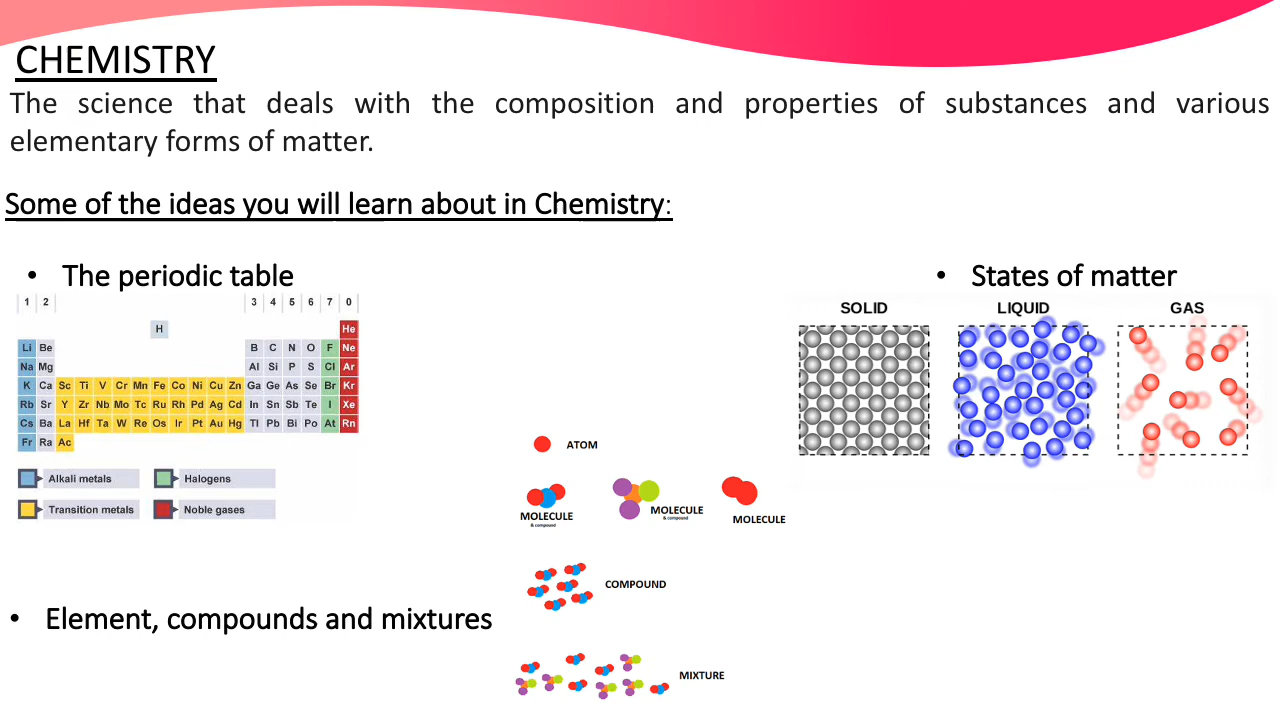 CHEMISTRY
The science that deals with the composition and properties of substances and various
elementary forms of matter.
Some of the ideas you will learn about in Chemistry:
• The periodic table
1 2 3 4 5 6 7 0
H He
Li Be B C N O F Ne
Na Mg Al Si P S Cl Ar
K Ca Sc Ti V Cr Mn Fe Co Ni Cu Zn Ga Ge As Se Br Kr
Rb Sr Y Zr Nb Mo Tc Ru Rh Pd Ag Cd In Sn Sb Te I Xe
Cs Ba La Hf Ta W Re Os Ir Pt Au Hg Tl Pb Bi Po At Rn
Fr Ra Ac
Alkali metals Halogens
Transition metals Noble gases
• States of matter
SOLID LIQUID GAS
• Element, compounds and mixtures
ATOM
MOLECULE
& compound
MOLECULE
& compound
MOLECULE
COMPOUND
MIXTURE